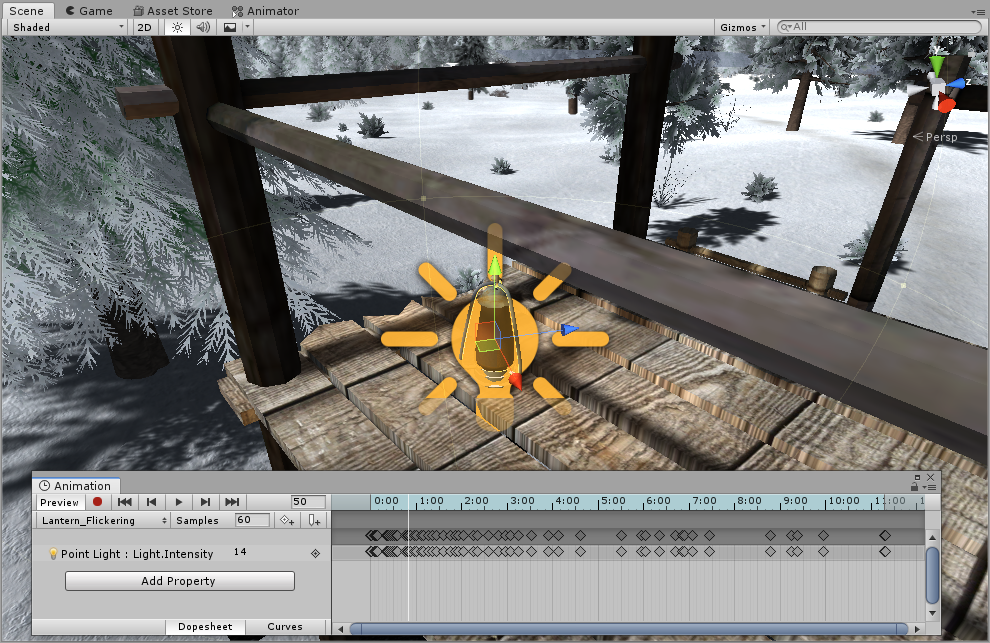 Scene Game Asset Store Animator
Shaded 2D Gizmos All
z
Persp
Animation
Preview 50 0:00 1:00 2:00 3:00 4:00 5:00 6:00 7:00 8:00 9:00 10:00
Lantern_Flickering Samples 60
Point Light : Light.Intensity 14
Add Property
Dopesheet Curves